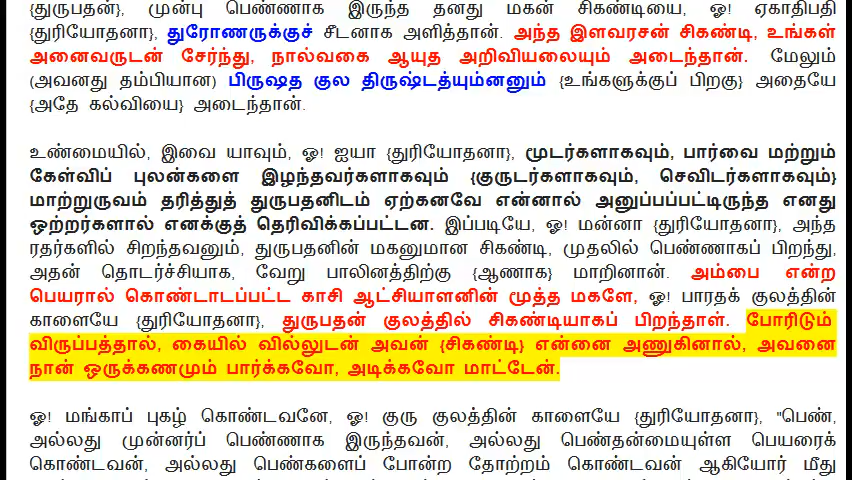 {துருபதன்}, முன்பு பெண்ணாக இருந்த தனது மகன் சிகண்டியை, ஓ! ஏகாதிபதி
{துரியோதனா}, துரோணருக்குச் சீடனாக அளித்தான். அந்த இளவரசன் சிகண்டி, உங்கள்
அனைவருடன் சேர்ந்து, நால்வகை ஆயுத அறிவியலையும் அடைந்தான். மேலும்
(அவனது தம்பியான) பிருஷத குல திருஷ்டத்யும்னனும் {உங்களுக்குப் பிறகு} அதையே
{அதே கல்வியை} அடைந்தான்.
உண்மையில், இவை யாவும், ஓ! ஐயா {துரியோதனா}, மூடர்களாகவும், பார்வை மற்றும்
கேள்விப் புலன்களை இழந்தவர்களாகவும் {குருடர்களாகவும், செவிடர்களாகவும்}
மாற்றுருவம் தரித்துத் துருபதனிடம் ஏற்கனவே என்னால் அனுப்பப்பட்டிருந்த எனது
ஒற்றர்களால் எனக்குத் தெரிவிக்கப்பட்டன. இப்படியே, ஓ! மன்னா {துரியோதனா}, அந்த
ரதர்களில் சிறந்தவனும், துருபதனின் மகனுமான சிகண்டி, முதலில் பெண்ணாகப் பிறந்து,
அதன் தொடர்ச்சியாக, வேறு பாலினத்திற்கு {ஆணாக} மாறினான். அம்பை என்ற
பெயரால் கொண்டாடப்பட்ட காசி ஆட்சியாளனின் மூத்த மகளே, ஓ! பாரதக் குலத்தின்
காளையே {துரியோதனா}, துருபதன் குலத்தில் சிகண்டியாகப் பிறந்தாள். போரிடும்
விருப்பத்தால், கையில் வில்லுடன் அவன் {சிகண்டி} என்னை அணுகினால், அவனை
நான் ஒருக்கணமும் பார்க்கவோ, அடிக்கவோ மாட்டேன்.
ஓ! மங்காப் புகழ் கொண்டவனே, ஓ! குரு குலத்தின் காளையே {துரியோதனா}, "பெண்,
அல்லது முன்னர்ப் பெண்ணாக இருந்தவன், அல்லது பெண்தன்மையுள்ள பெயரைக்
கொண்டவன், அல்லது பெண்களைப் போன்ற தோற்றம் கொண்டவன் ஆகியோர் மீது